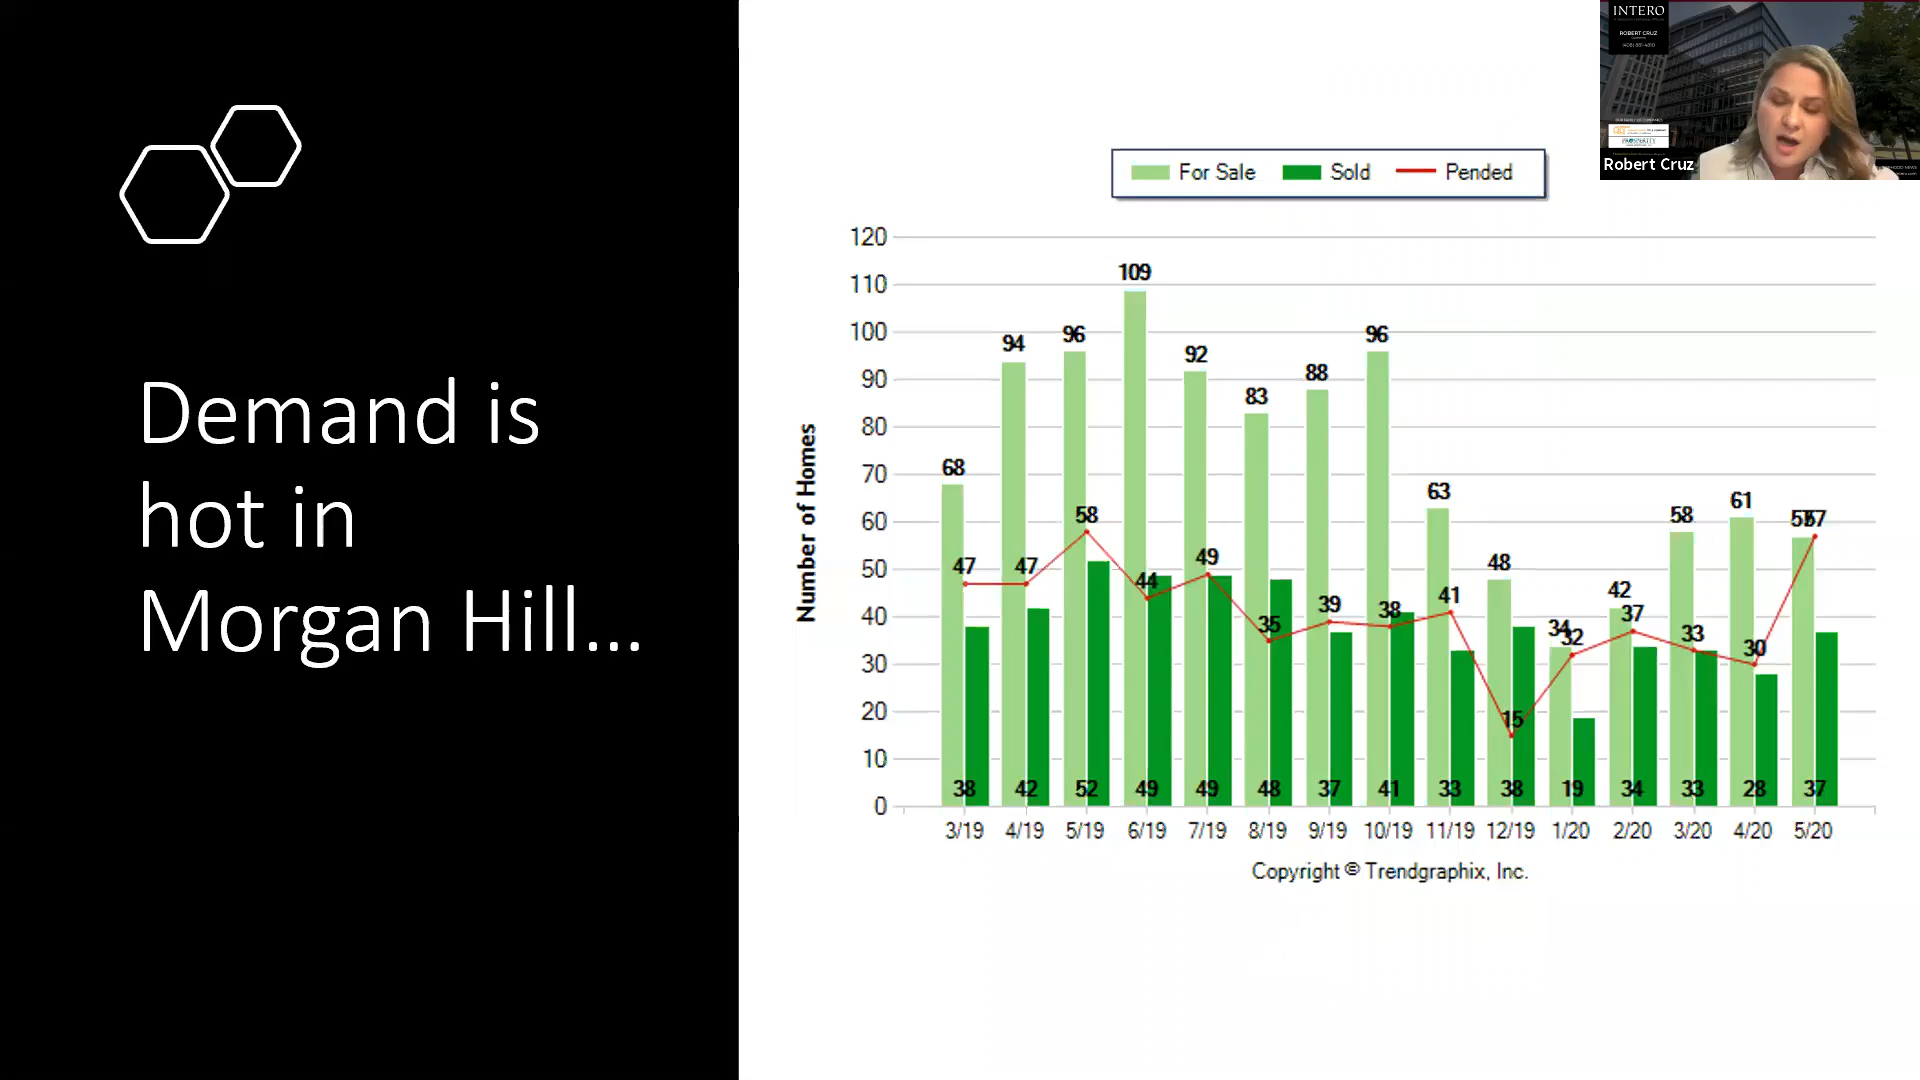 Demand is
hot in
Morgan Hill...
INTERO
ROBERT CRUZ
Robert Cruz
For Sale Sold Pended
Number of Homes
120
110
100
90
80
70
60
50
40
30
20
10
0
68 94 96 109 92 83 88 96 63 48 34 42 58 61 57
47 47 58 44 49 35 39 38 41 15 32 37 33 30 57
38 42 52 49 49 48 37 41 33 38 19 34 33 28 37
3/19 4/19 5/19 6/19 7/19 8/19 9/19 10/19 11/19 12/19 1/20 2/20 3/20 4/20 5/20
Copyright © Trendgraphix, Inc.